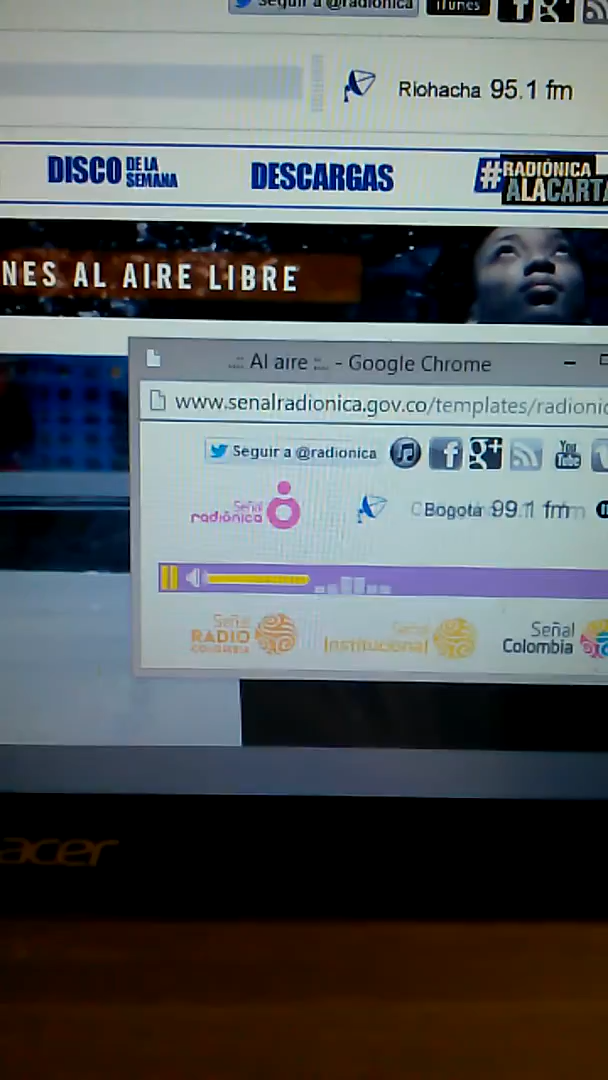 Seguir a @radionica
iTunes
Riohacha 95.1 fm
DISCO DE LA SEMANA
DESCARGAS
#RADIÓNICA
ALACARTA
NES AL AIRE LIBRE
Al aire - Google Chrome
www.senalradionica.gov.co/templates/radionic
Seguir a @radionica
You Tube
Señal
radiónica
Bogotá 99.1 fm
Señal
RADIO
COLOMBIA
Señal
Institucional
Señal
Colombia
acer